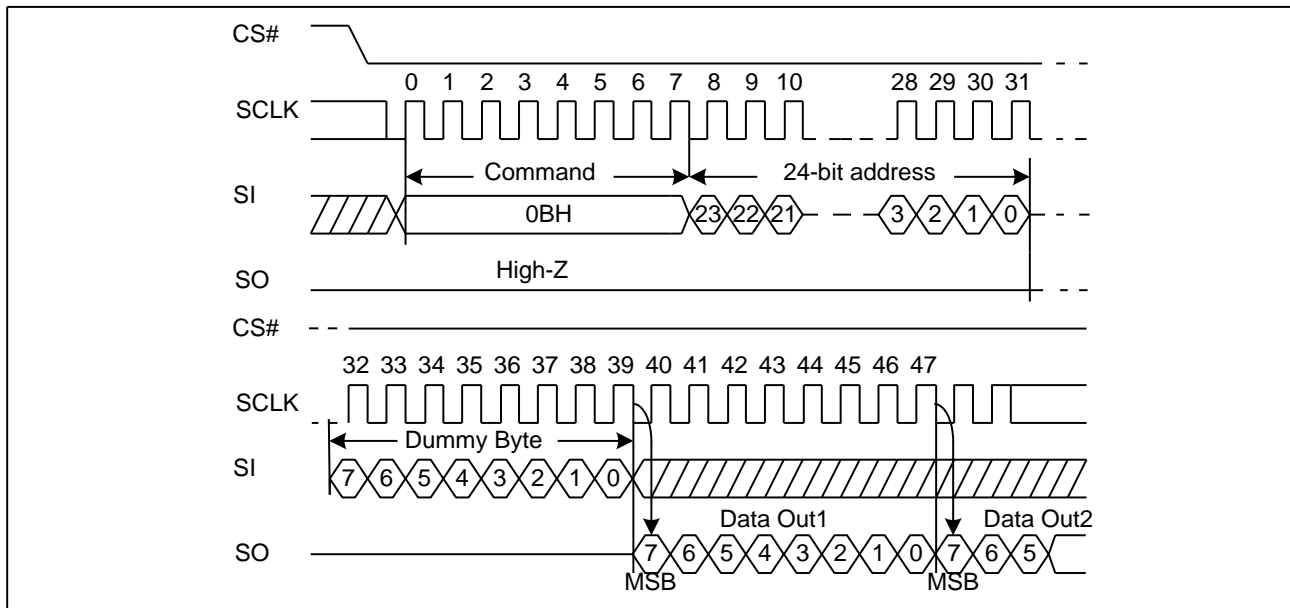 CS#
0 1 2 3 4 5 6 7 8 9 10 28 29 30 31
SCLK
Command 24-bit address
SI
0BH 23 22 21 3 2 1 0
High-Z
SO
CS#
32 33 34 35 36 37 38 39 40 41 42 43 44 45 46 47
SCLK
Dummy Byte
SI
7 6 5 4 3 2 1 0
Data Out1 Data Out2
SO
7 6 5 4 3 2 1 0 7 6 5
MSB MSB